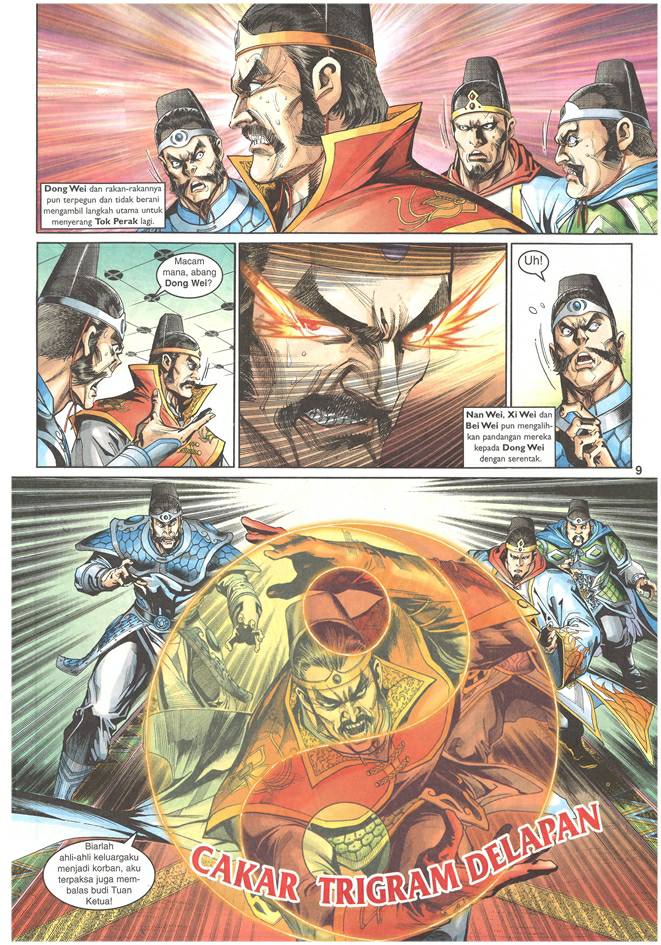 Dong Wei dan rakan-rakannya
pun terpegun dan tidak berani
mengambil langkah utama untuk
menyerang Tok Perak lagi.
Macam
mana, abang
Dong Wei?
Uh!
Nan Wei, Xi Wei dan
Bei Wei pun mengalih-
kan pandangan mereka
kepada Dong Wei
dengan serentak.
9
CAKAR TRIGRAM DELAPAN
Biarlah
ahli-ahli keluargaku
menjadi korban, aku
terpaksa juga mem-
balas budi Tuan
Ketua!